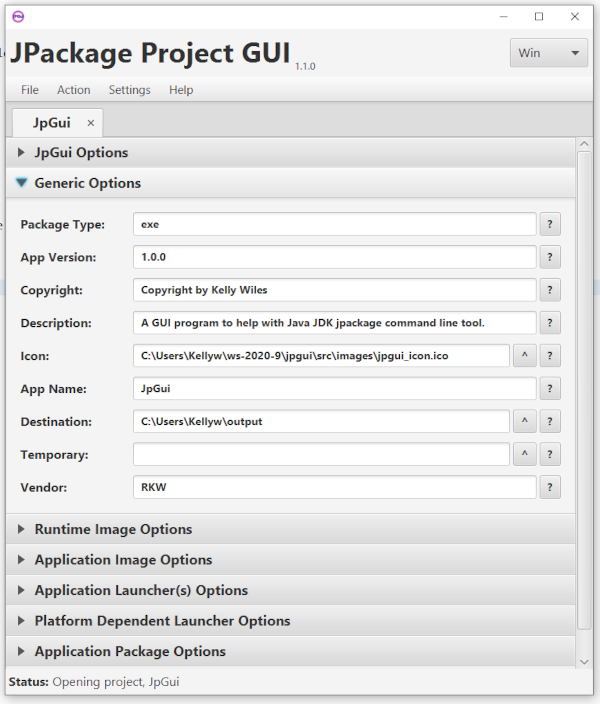 JPackage Project GUI 1.1.0
Win
File Action Settings Help
JpGui ×
JpGui Options
Generic Options
Package Type: exe ?
App Version: 1.0.0 ?
Copyright: Copyright by Kelly Wiles ?
Description: A GUI program to help with Java JDK jpackage command line tool. ?
Icon: C:\Users\Kellyw\ws-2020-9\jpgui\src\images\jpgui_icon.ico ^ ?
App Name: JpGui ?
Destination: C:\Users\Kellyw\output ^ ?
Temporary: ^ ?
Vendor: RKW ?
Runtime Image Options
Application Image Options
Application Launcher(s) Options
Platform Dependent Launcher Options
Application Package Options
Status: Opening project, JpGui